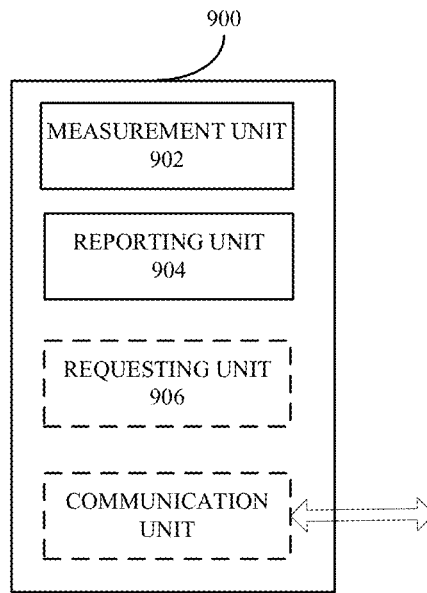 900
MEASUREMENT UNIT
902
REPORTING UNIT
904
REQUESTING UNIT
906
COMMUNICATION
UNIT